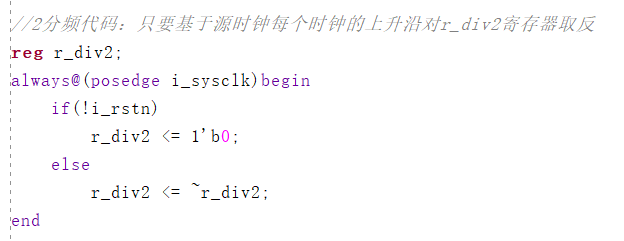 //2分频代码：只要基于源时钟每个时钟的上升沿对r_div2寄存器取反
reg r_div2;
always@(posedge i_sysclk)begin
    if(!i_rstn)
        r_div2 <= 1'b0;
    else
        r_div2 <= ~r_div2;
end